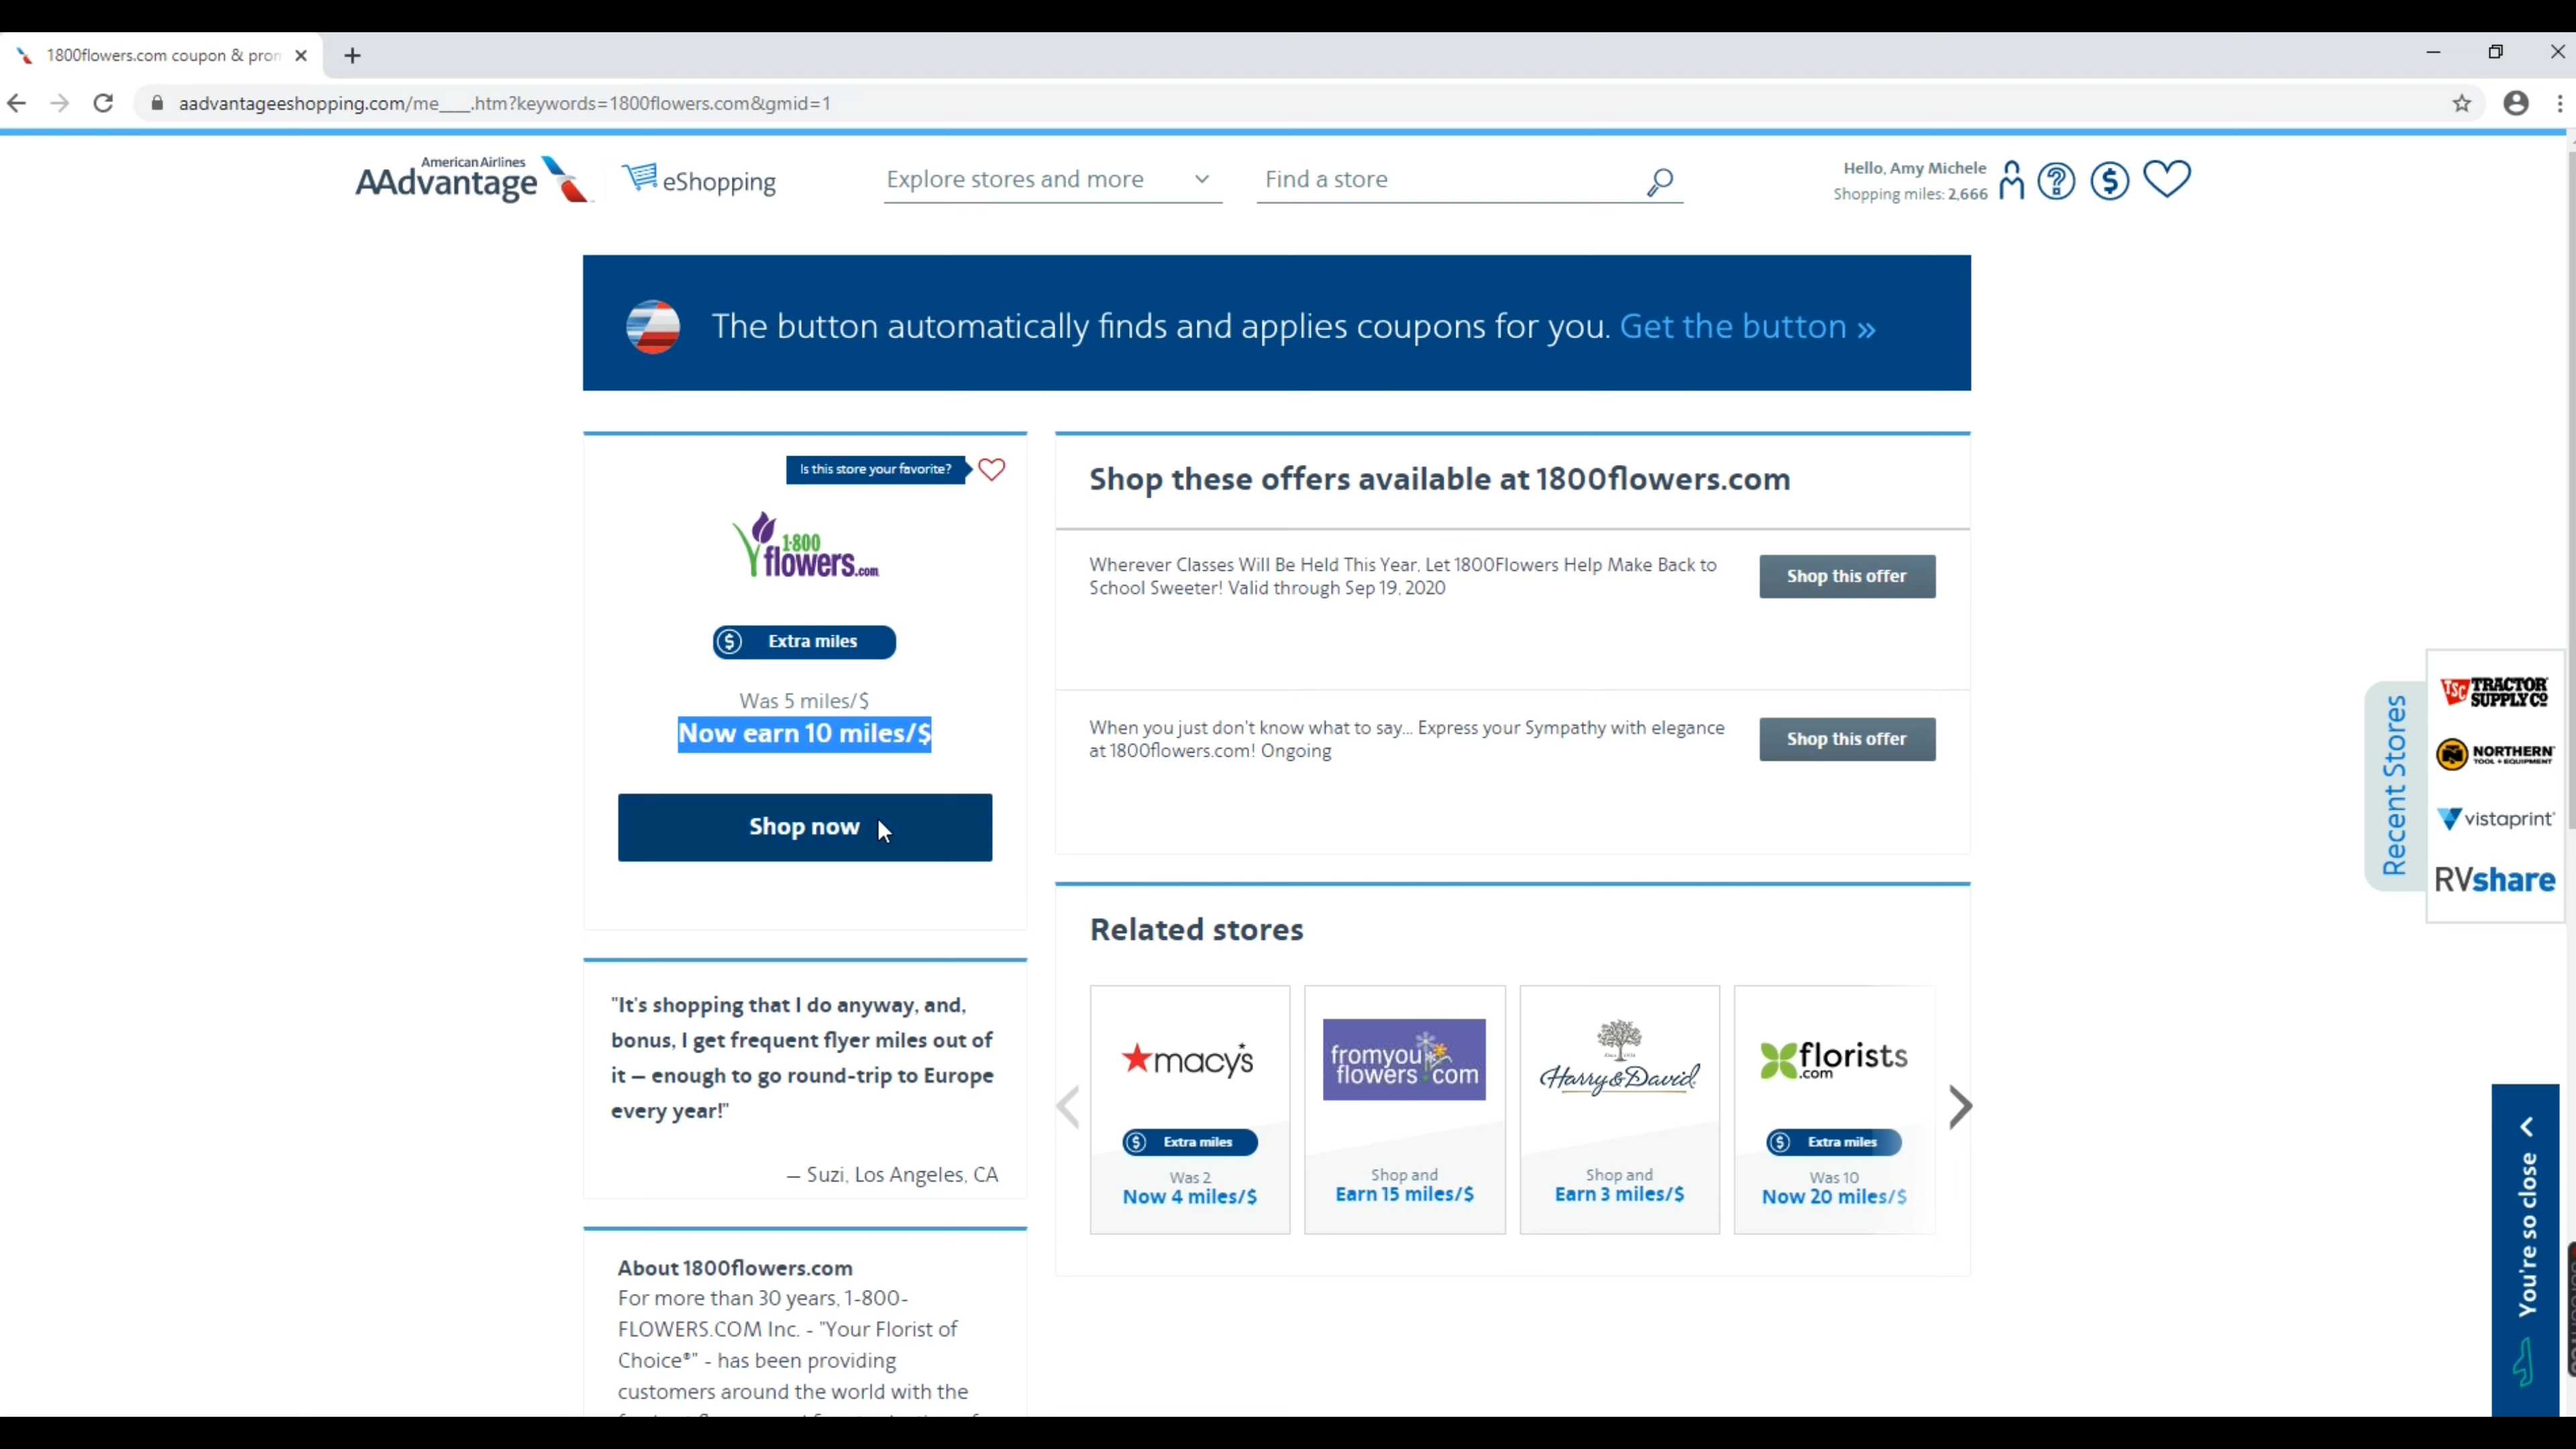 1800flowers.com coupon & pron
aadvantageeshopping.com/me___.htm?keywords=1800flowers.com&gmid=1
American Airlines
AAdvantage
eShopping
Explore stores and more
Find a store
Hello, Amy Michele
Shopping miles: 2,666
The button automatically finds and applies coupons for you. Get the button »
Is this store your favorite?
1·800
flowers.com
Extra miles
Was 5 miles/$
Now earn 10 miles/$
Shop now
Shop these offers available at 1800flowers.com
Wherever Classes Will Be Held This Year, Let 1800Flowers Help Make Back to
School Sweeter! Valid through Sep 19, 2020
Shop this offer
When you just don't know what to say... Express your Sympathy with elegance
at 1800flowers.com! Ongoing
Shop this offer
Recent Stores
TSC TRACTOR
SUPPLY CO
NORTHERN
TOOL + EQUIPMENT
vistaprint
RVshare
"It's shopping that I do anyway, and,
bonus, I get frequent flyer miles out of
it – enough to go round-trip to Europe
every year!"
– Suzi, Los Angeles, CA
Related stores
macy's
Extra miles
Was 2
Now 4 miles/$
fromyou
flowers.com
Shop and
Earn 15 miles/$
Harry & David
Shop and
Earn 3 miles/$
florists
.com
Extra miles
Was 10
Now 20 miles/$
You're so close
About 1800flowers.com
For more than 30 years, 1-800-
FLOWERS.COM Inc. - "Your Florist of
Choice®" - has been providing
customers around the world with the